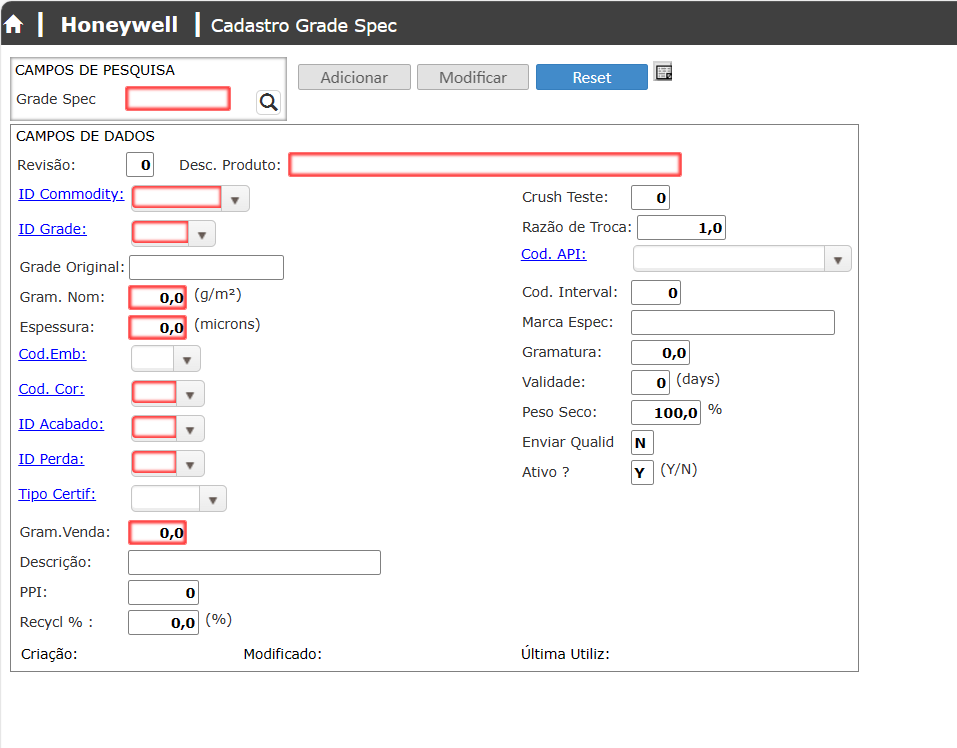 Honeywell Cadastro Grade Spec
CAMPOS DE PESQUISA
Grade Spec
Adicionar Modificar Reset
CAMPOS DE DADOS
Revisão: 0 Desc. Produto:
ID Commodity:
ID Grade:
Grade Original:
Gram. Nom: 0,0 (g/m²)
Espessura: 0,0 (microns)
Cod.Emb:
Cod. Cor:
ID Acabado:
ID Perda:
Tipo Certif:
Gram.Venda: 0,0
Descrição:
PPI: 0
Recycl % : 0,0 (%)
Crush Teste: 0
Razão de Troca: 1,0
Cod. API:
Cod. Interval: 0
Marca Espec:
Gramatura: 0,0
Validade: 0 (days)
Peso Seco: 100,0 %
Enviar Qualid N
Ativo ? Y (Y/N)
Criação: Modificado: Última Utiliz: